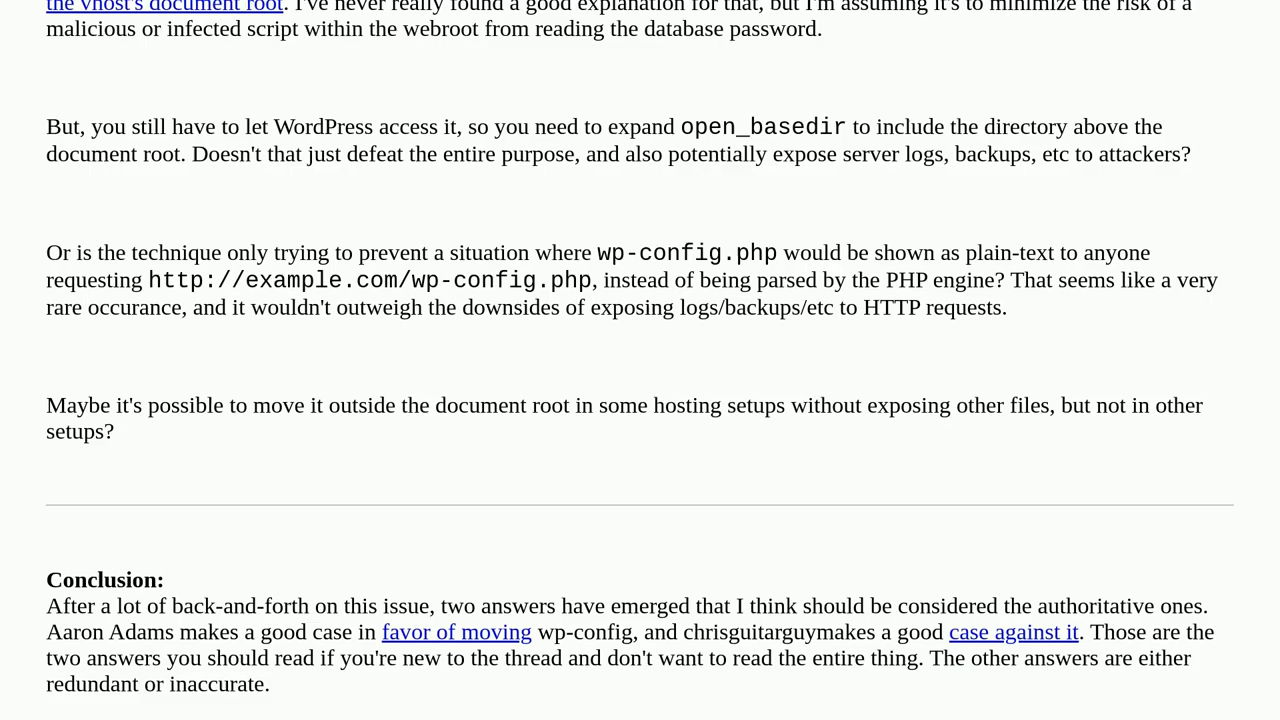 the vhost's document root. I've never really found a good explanation for that, but I'm assuming it's to minimize the risk of a
malicious or infected script within the webroot from reading the database password.
But, you still have to let WordPress access it, so you need to expand open_basedir to include the directory above the
document root. Doesn't that just defeat the entire purpose, and also potentially expose server logs, backups, etc to attackers?
Or is the technique only trying to prevent a situation where wp-config.php would be shown as plain-text to anyone
requesting http://example.com/wp-config.php, instead of being parsed by the PHP engine? That seems like a very
rare occurance, and it wouldn't outweigh the downsides of exposing logs/backups/etc to HTTP requests.
Maybe it's possible to move it outside the document root in some hosting setups without exposing other files, but not in other
setups?
Conclusion:
After a lot of back-and-forth on this issue, two answers have emerged that I think should be considered the authoritative ones.
Aaron Adams makes a good case in favor of moving wp-config, and chrisguitarguymakes a good case against it. Those are the
two answers you should read if you're new to the thread and don't want to read the entire thing. The other answers are either
redundant or inaccurate.